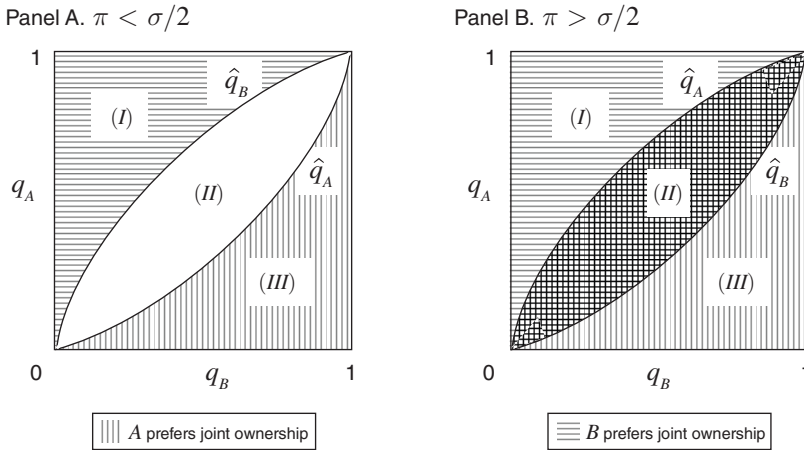 Panel A. π < σ/2
1
(I)
q̂_B
q_A
(II)
q̂_A
(III)
0
q_B
1
A prefers joint ownership
Panel B. π > σ/2
1
(I)
q̂_A
q_A
(II)
q̂_B
(III)
0
q_B
1
B prefers joint ownership